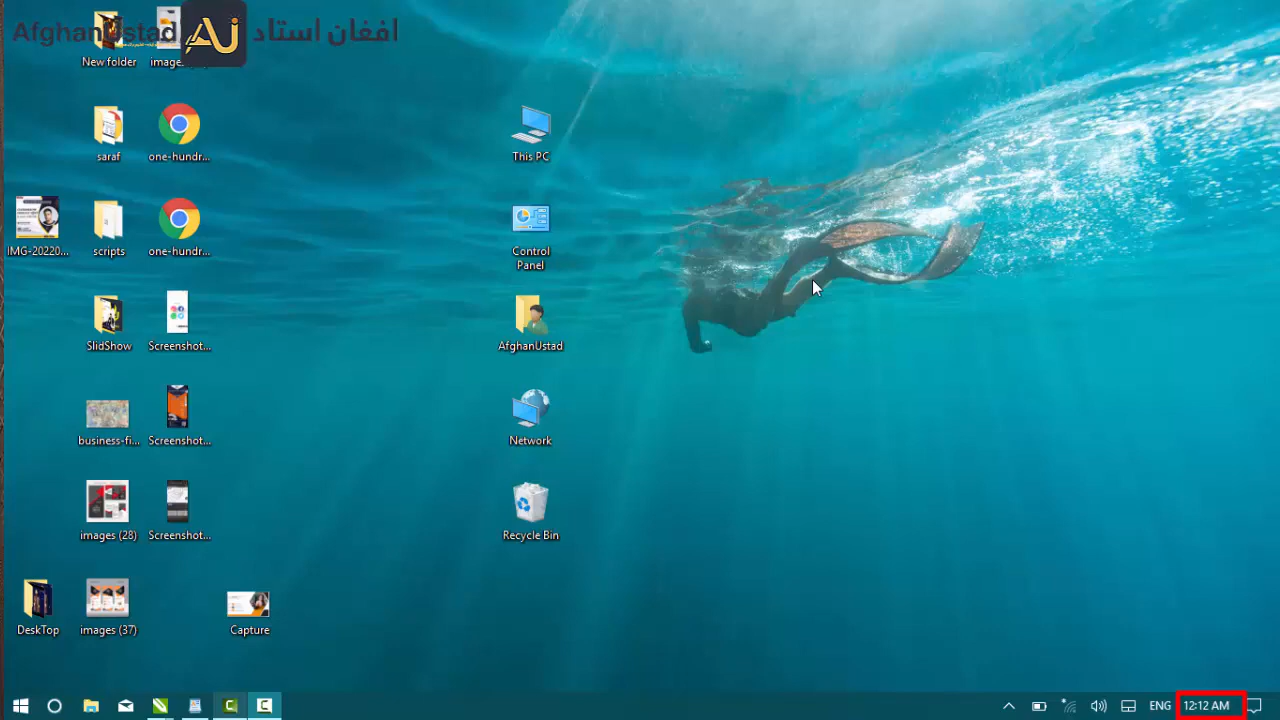 AfghanUstad
افغان استاد
New folder
saraf
one-hundr...
This PC
IMG-20220...
scripts
one-hundr...
Control
Panel
SlidShow
Screenshot...
AfghanUstad
business-fi...
Screenshot...
Network
images (28)
Screenshot...
Recycle Bin
DeskTop
images (37)
Capture
ENG
12:12 AM